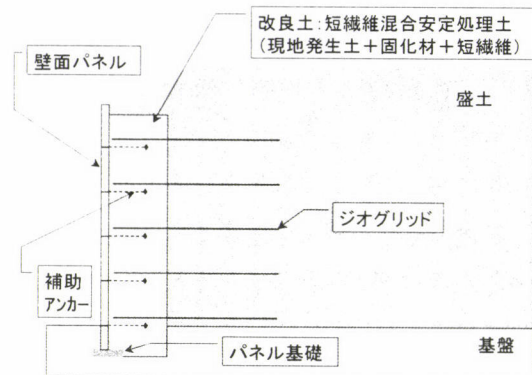 改良土:短繊維混合安定処理土
(現地発生土+固化材+短繊維)
壁面パネル
盛土
ジオグリッド
補助
アンカー
パネル基礎
基盤